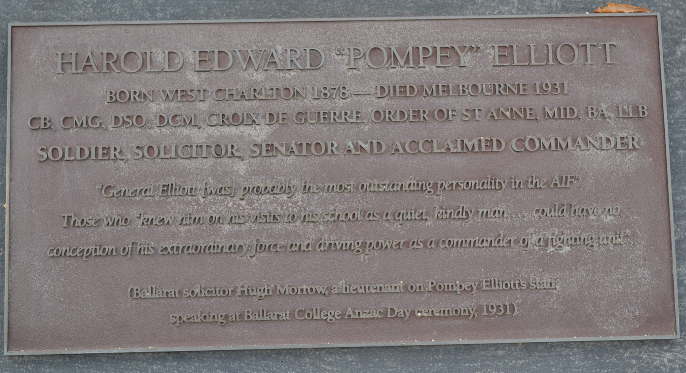 HAROLD EDWARD "POMPEY" ELLIOTT
BORN WEST CHARLTON 1878 — DIED MELBOURNE 1931
CB, CMG, DSO, DCM, CROIX DE GUERRE, ORDER OF ST ANNE, MID, BA, LLB
SOLDIER, SOLICITOR, SENATOR AND ACCLAIMED COMMANDER
"General Elliott [was] probably the most outstanding personality in the AIF"
Those who "knew him on his visits to his school as a quiet, kindly man ... could have no
conception of his extraordinary force and driving power as a commander of a fighting unit".
(Ballarat solicitor Hugh Morrow, a lieutenant on Pompey Elliott's staff,
speaking at Ballarat College Anzac Day ceremony, 1931)